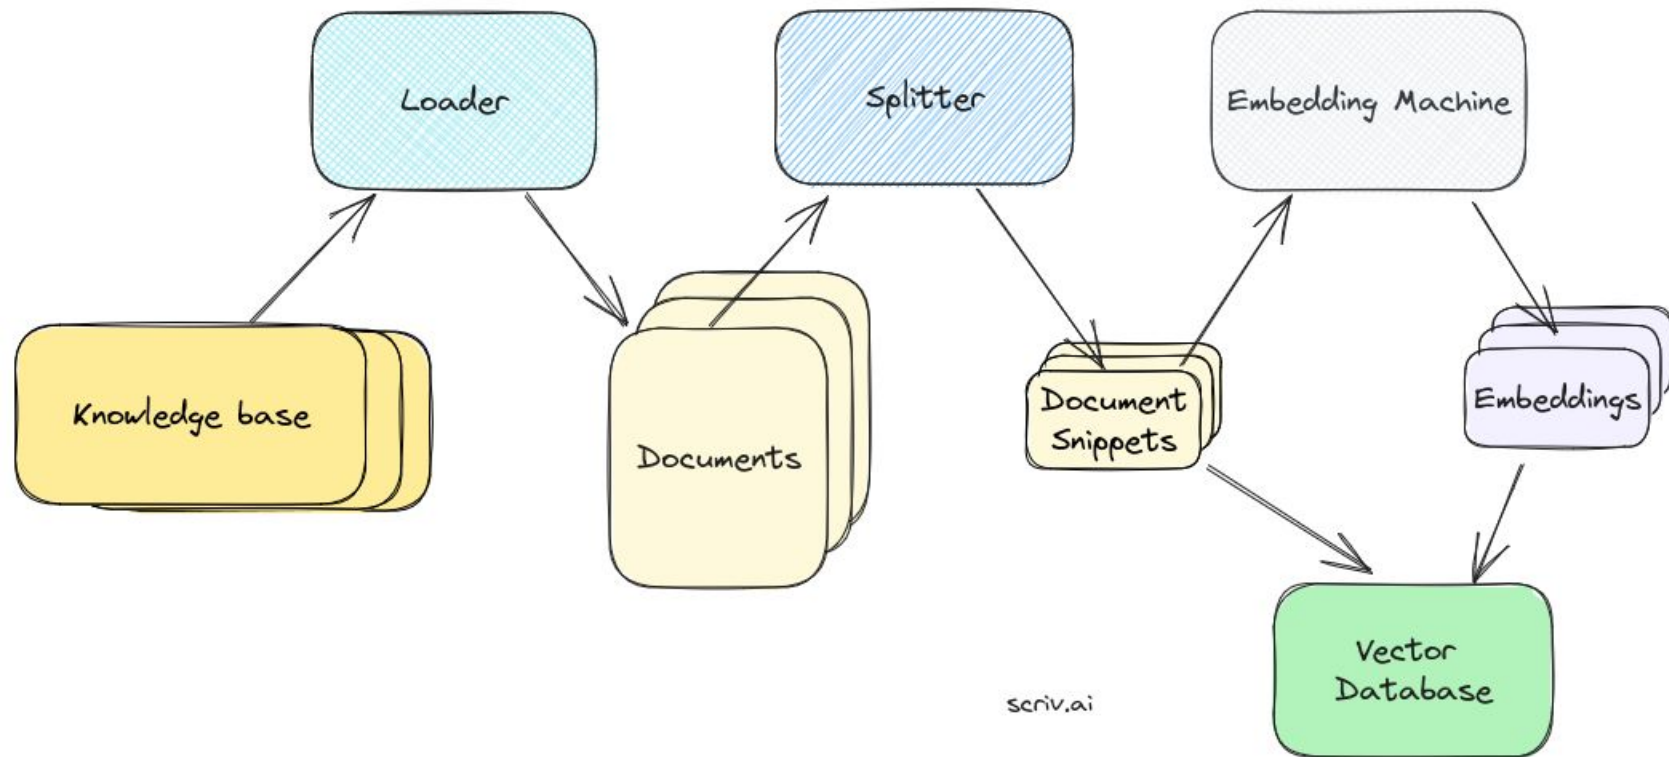 Loader
Splitter
Embedding Machine
Knowledge base
Documents
Document
Snippets
Embeddings
Vector
Database
scriv.ai